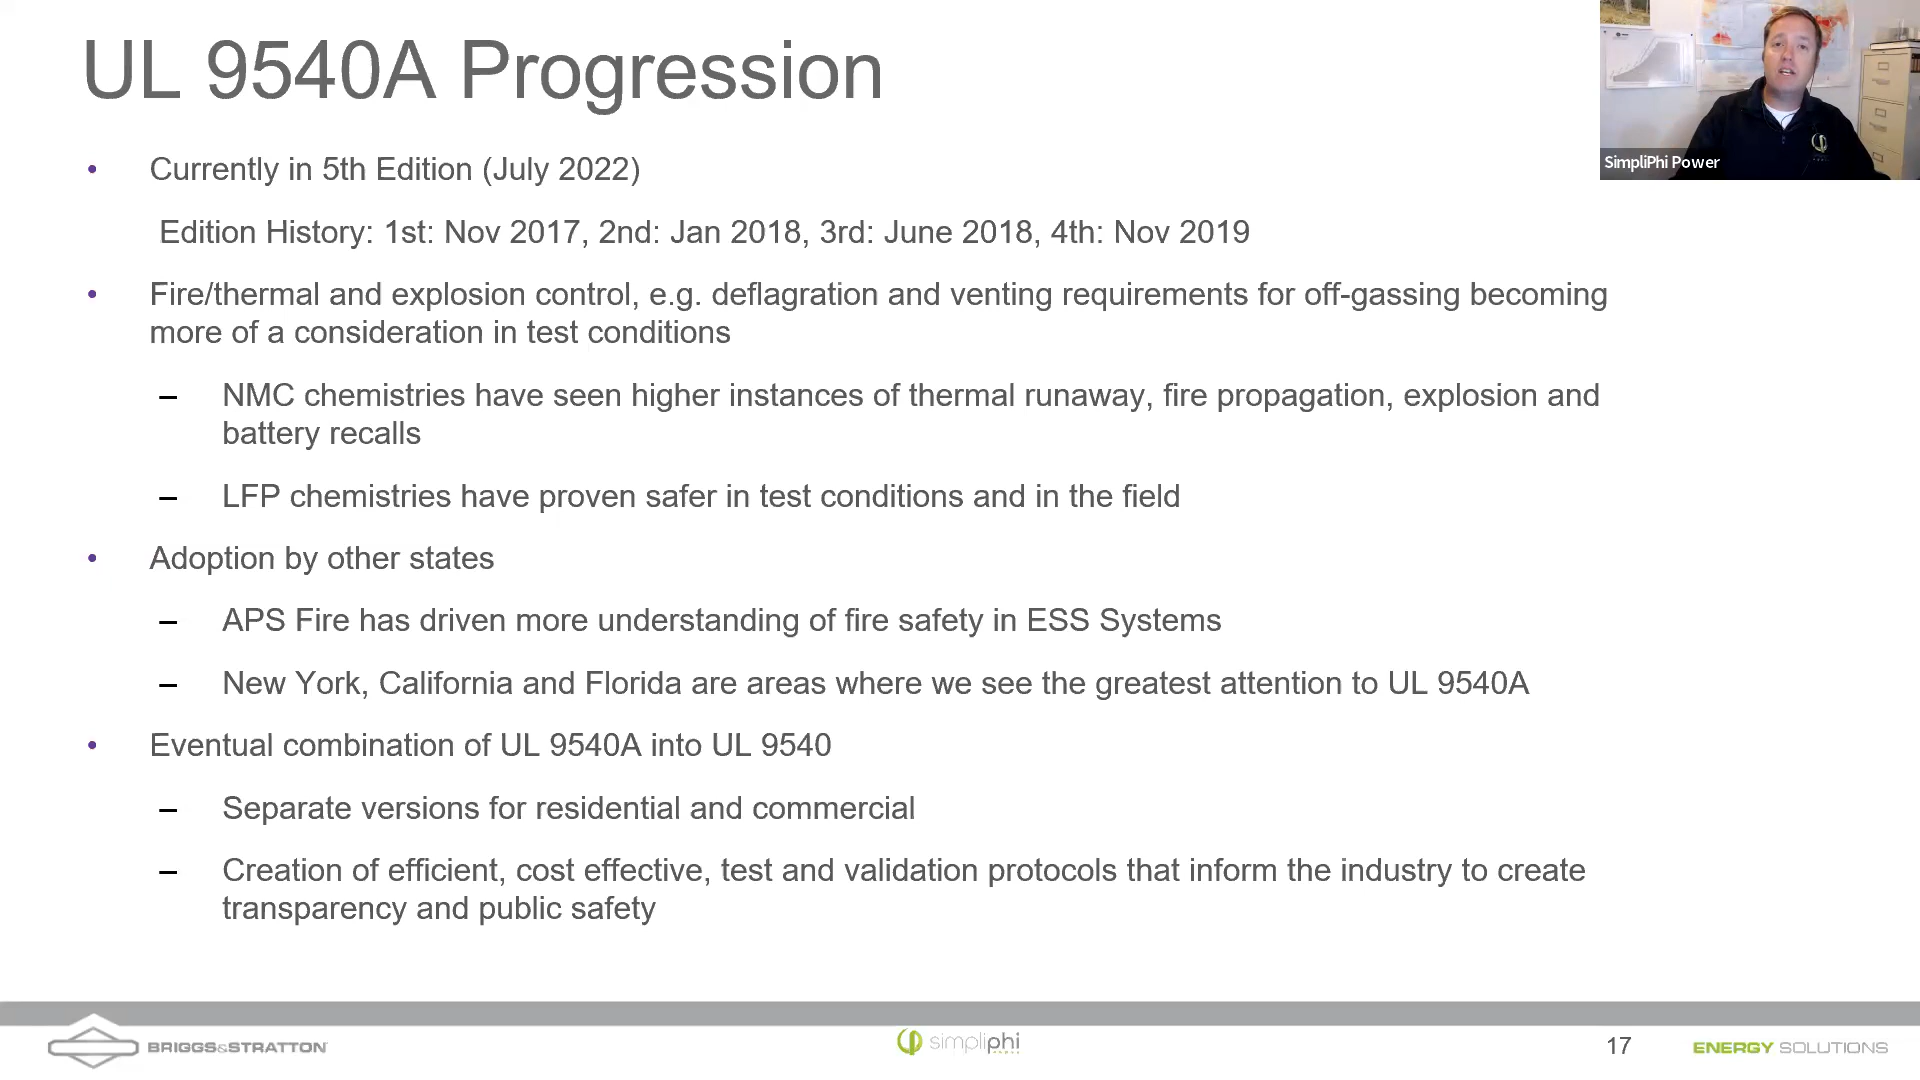 UL 9540A Progression
SimpliPhi Power
• Currently in 5th Edition (July 2022)
Edition History: 1st: Nov 2017, 2nd: Jan 2018, 3rd: June 2018, 4th: Nov 2019
• Fire/thermal and explosion control, e.g. deflagration and venting requirements for off-gassing becoming
more of a consideration in test conditions
– NMC chemistries have seen higher instances of thermal runaway, fire propagation, explosion and
battery recalls
– LFP chemistries have proven safer in test conditions and in the field
• Adoption by other states
– APS Fire has driven more understanding of fire safety in ESS Systems
– New York, California and Florida are areas where we see the greatest attention to UL 9540A
• Eventual combination of UL 9540A into UL 9540
– Separate versions for residential and commercial
– Creation of efficient, cost effective, test and validation protocols that inform the industry to create
transparency and public safety
BRIGGS&STRATTON
simpliphi
17
ENERGY SOLUTIONS